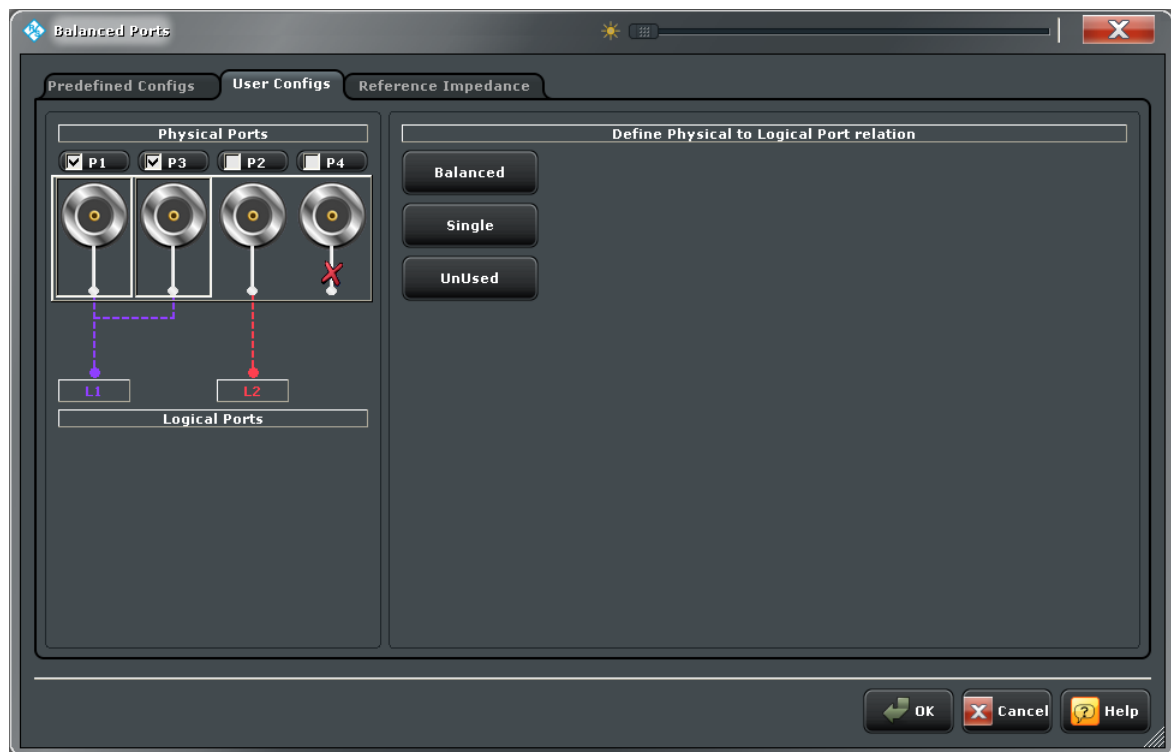 Balanced Ports
Predefined Configs User Configs Reference Impedance
Physical Ports
P1 P3 P2 P4
L1 L2
Logical Ports
Define Physical to Logical Port relation
Balanced
Single
UnUsed
OK Cancel Help